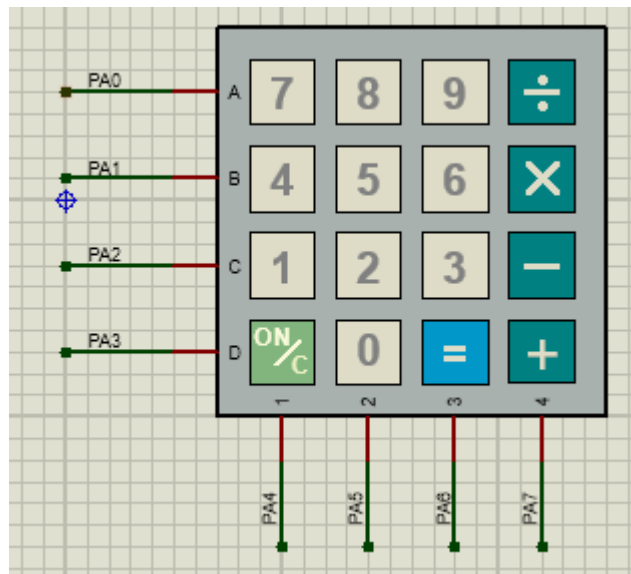 PA0 A 7 8 9 ÷
PA1 B 4 5 6 ×
PA2 C 1 2 3 −
PA3 D ON/C 0 = +
1 2 3 4
PA4 PA5 PA6 PA7